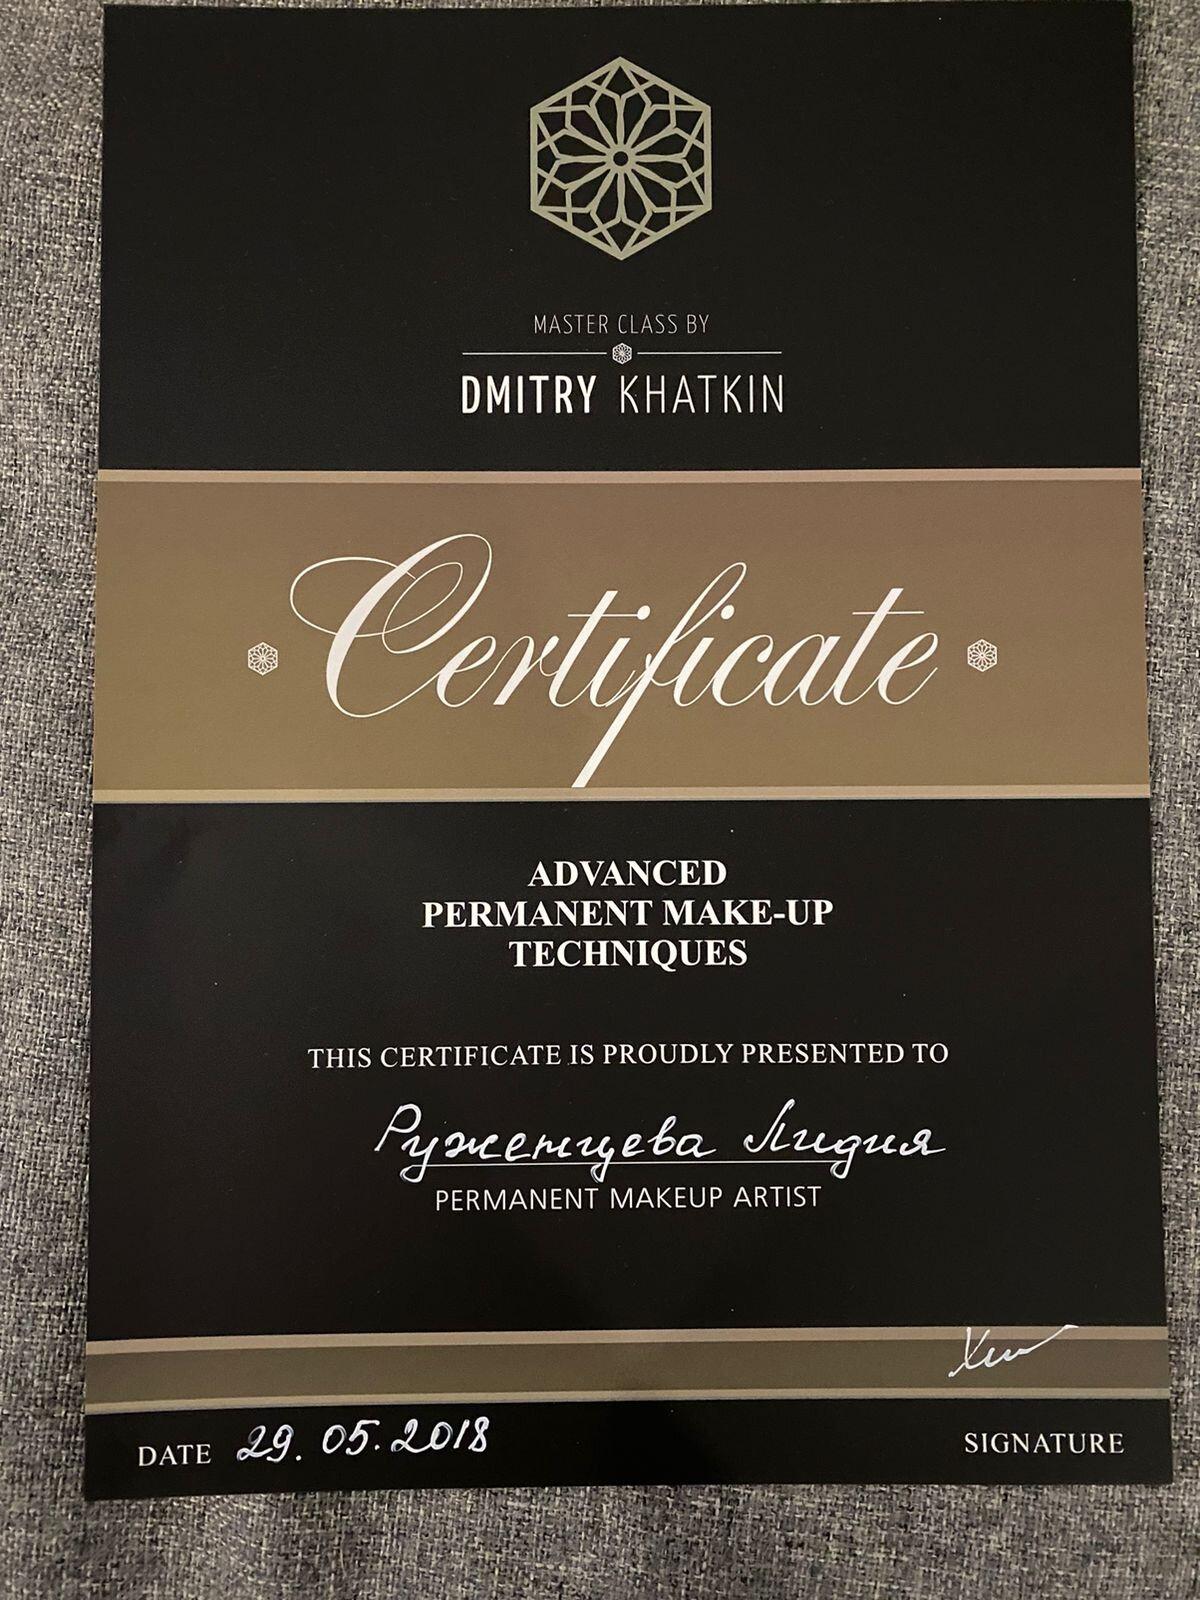 MASTER CLASS BY
DMITRY KHATKIN
Certificate
ADVANCED
PERMANENT MAKE-UP
TECHNIQUES
THIS CERTIFICATE IS PROUDLY PRESENTED TO
Руженцева Лидия
PERMANENT MAKEUP ARTIST
DATE 29.05.2018
SIGNATURE